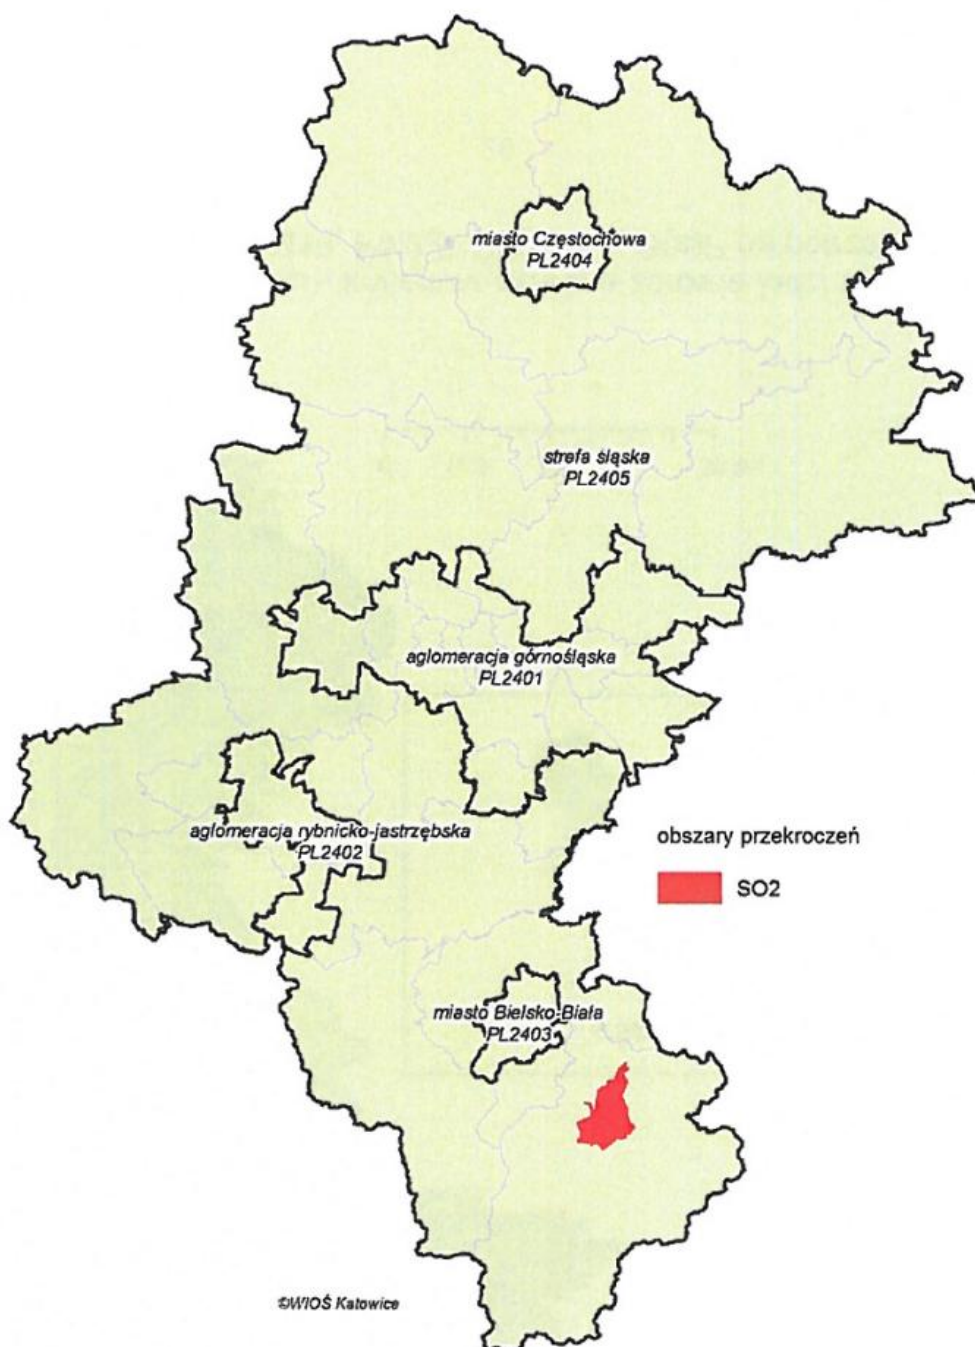 miasto Częstochowa
PL2404
strefa śląska
PL2405
aglomeracja górnośląska
PL2401
aglomeracja rybnicko-jastrzębska
PL2402
obszary przekroczeń
SO2
miasto Bielsko-Biała
PL2403
©WIOŚ Katowice